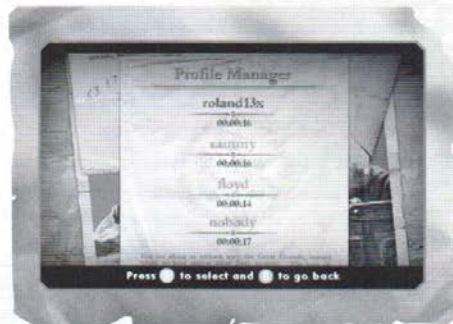 Profile Manager
roland13x
00:00:16
sammy
00:00:16
floyd
00:00:14
nobody
00:00:17
Press to select and to go back